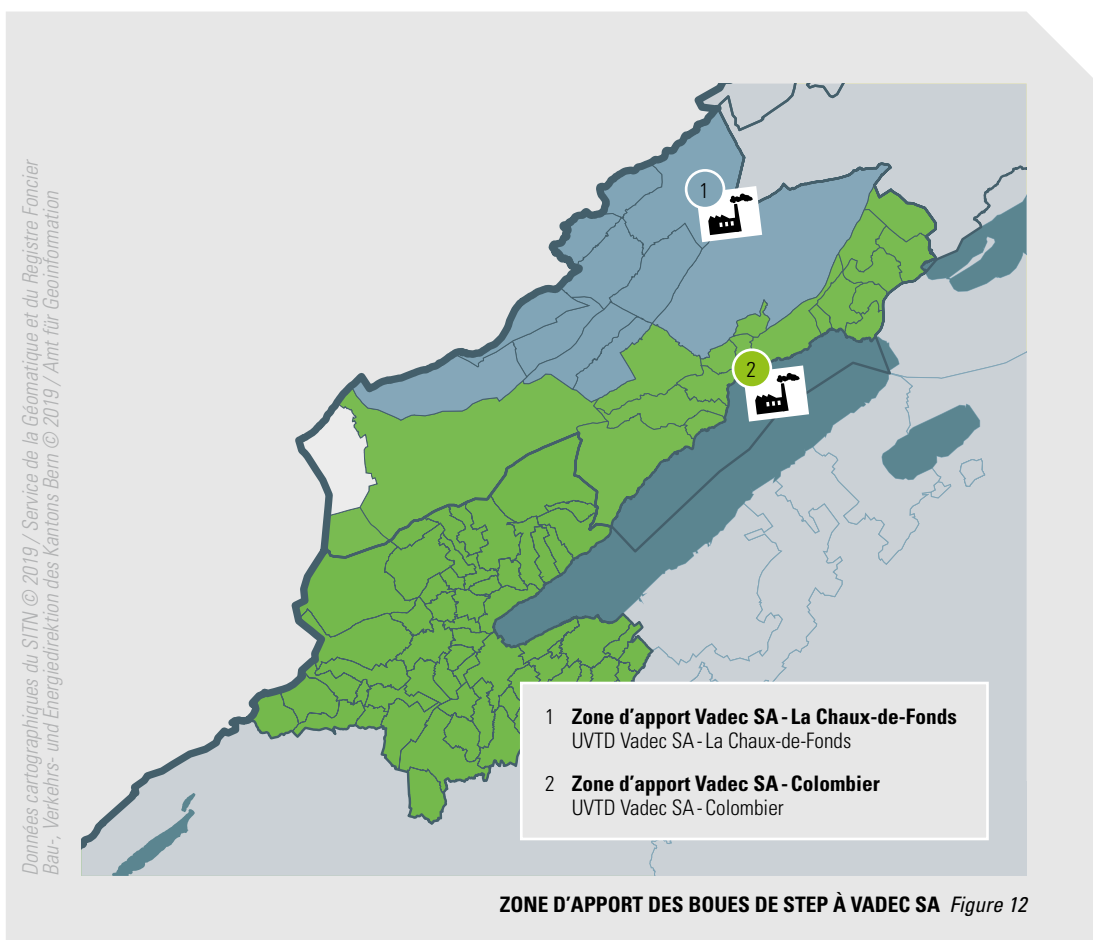 Données cartographiques du SITN © 2019 / Service de la Géomatique et du Registre Foncier
Bau-, Verkehrs- und Energiedirektion des Kantons Bern © 2019 / Amt für Geoinformation
1
2
1 Zone d'apport Vadec SA - La Chaux-de-Fonds
UVTD Vadec SA - La Chaux-de-Fonds
2 Zone d'apport Vadec SA - Colombier
UVTD Vadec SA - Colombier
ZONE D'APPORT DES BOUES DE STEP À VADEC SA Figure 12